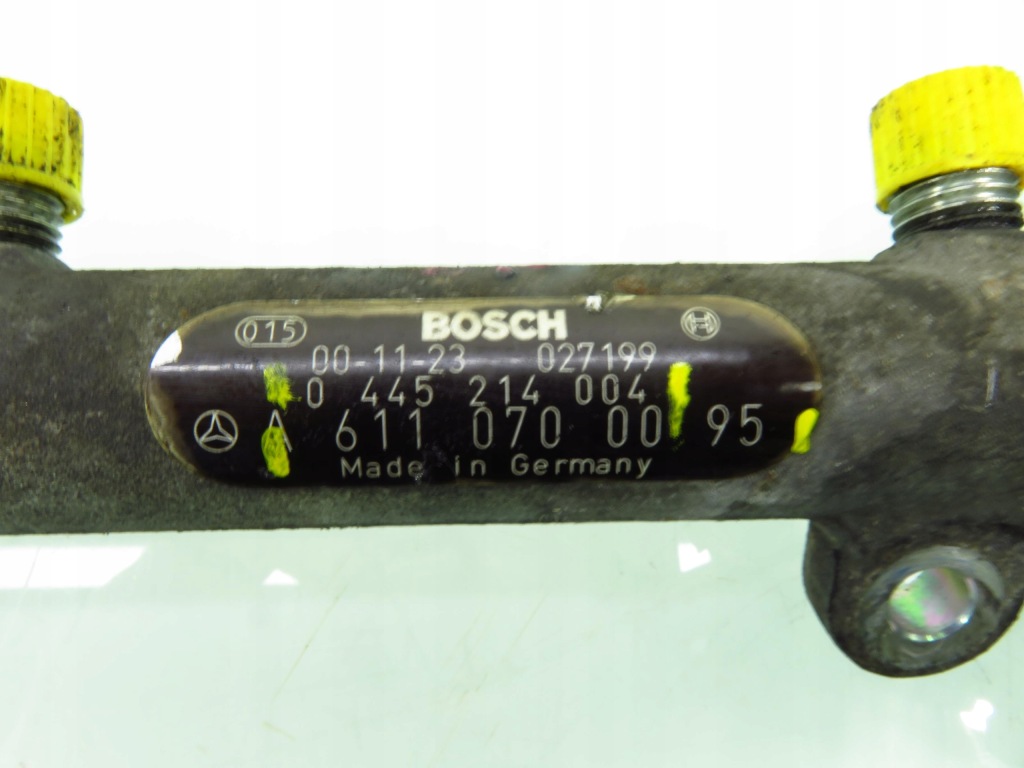 015 BOSCH
00-11-23 027199
0 445 214 004
A 611 070 00 95
Made in Germany